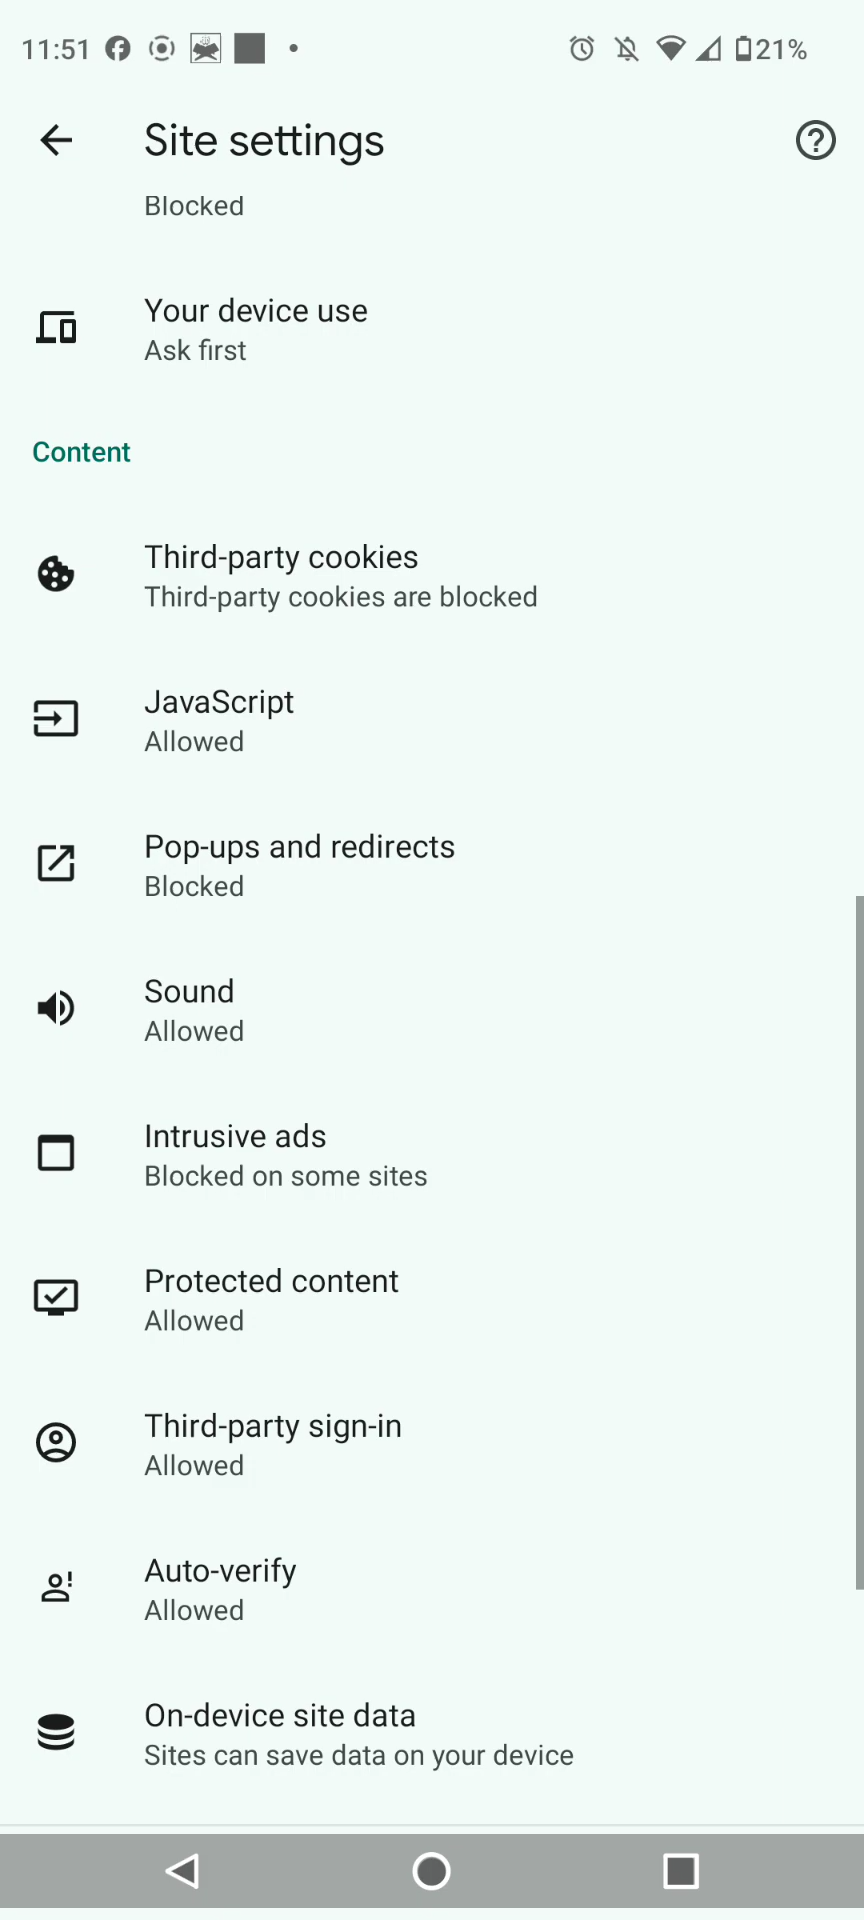 11:51
21%
Site settings
Blocked
Your device use
Ask first
Content
Third-party cookies
Third-party cookies are blocked
JavaScript
Allowed
Pop-ups and redirects
Blocked
Sound
Allowed
Intrusive ads
Blocked on some sites
Protected content
Allowed
Third-party sign-in
Allowed
Auto-verify
Allowed
On-device site data
Sites can save data on your device